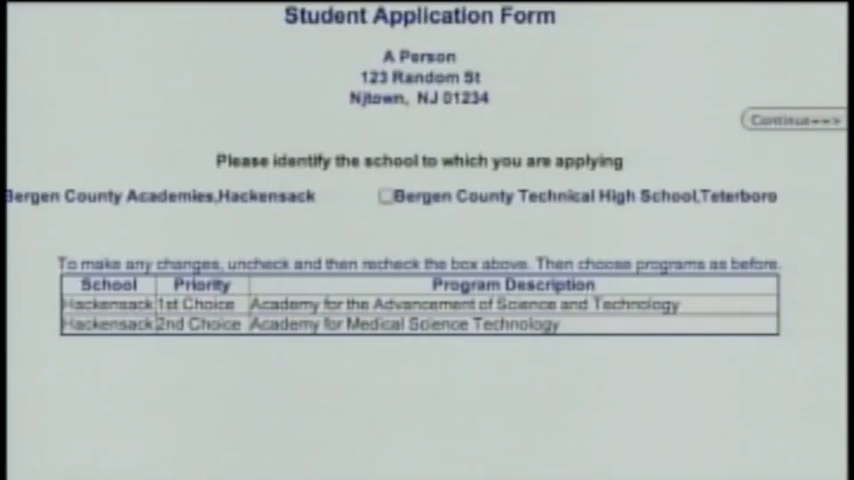 Student Application Form
A Person
123 Random St
Njtown, NJ 01234
Continue-->
Please identify the school to which you are applying
Bergen County Academies,Hackensack Bergen County Technical High School,Teterboro
To make any changes, uncheck and then recheck the box above. Then choose programs as before.
School Priority Program Description
Hackensack 1st Choice Academy for the Advancement of Science and Technology
Hackensack 2nd Choice Academy for Medical Science Technology